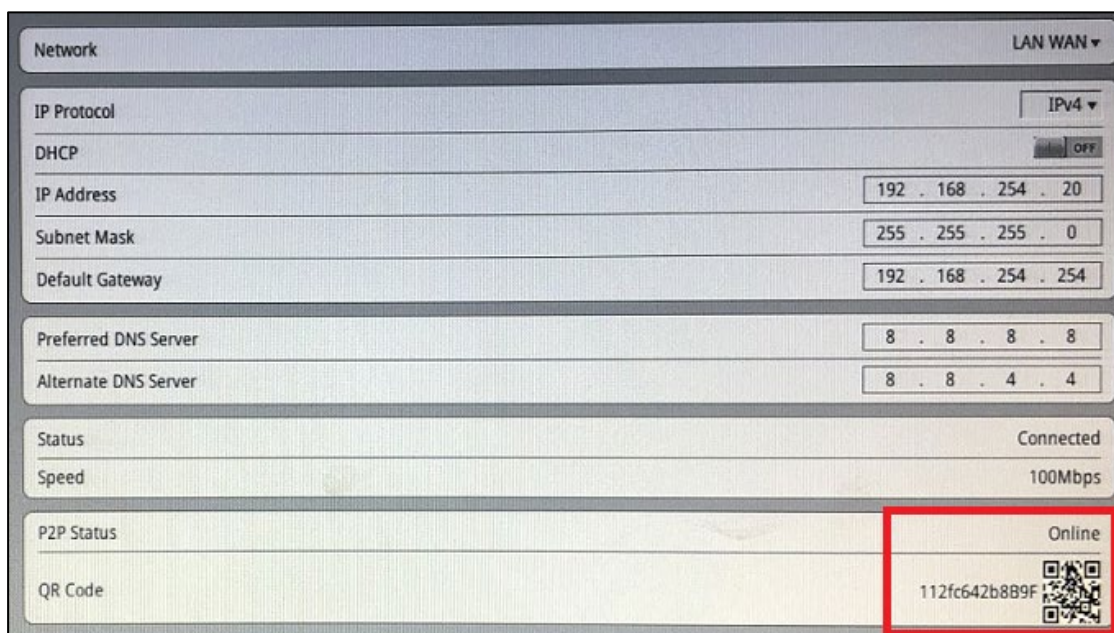 Network LAN WAN
IP Protocol IPv4
DHCP OFF
IP Address 192 . 168 . 254 . 20
Subnet Mask 255 . 255 . 255 . 0
Default Gateway 192 . 168 . 254 . 254
Preferred DNS Server 8 . 8 . 8 . 8
Alternate DNS Server 8 . 8 . 4 . 4
Status Connected
Speed 100Mbps
P2P Status Online
QR Code 112fc642b8B9F